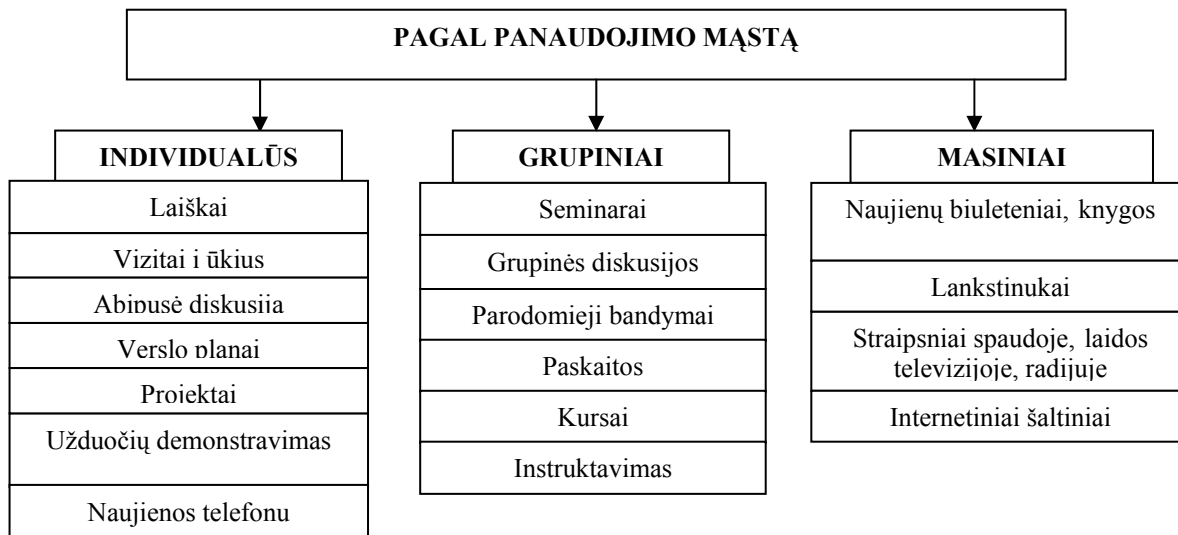 PAGAL PANAUDOJIMO MĄSTĄ
INDIVIDUALŪS
Laiškai
Vizitai i ūkius
Abipusė diskusija
Verslo planai
Projektai
Užduočių demonstravimas
Naujienos telefonu
GRUPINIAI
Seminarai
Grupinės diskusijos
Parodomieji bandymai
Paskaitos
Kursai
Instruktavimas
MASINIAI
Naujienų biuleteniai, knygos
Lankstinukai
Straipsniai spaudoje, laidos
televizijoje, radijuje
Internetiniai šaltiniai